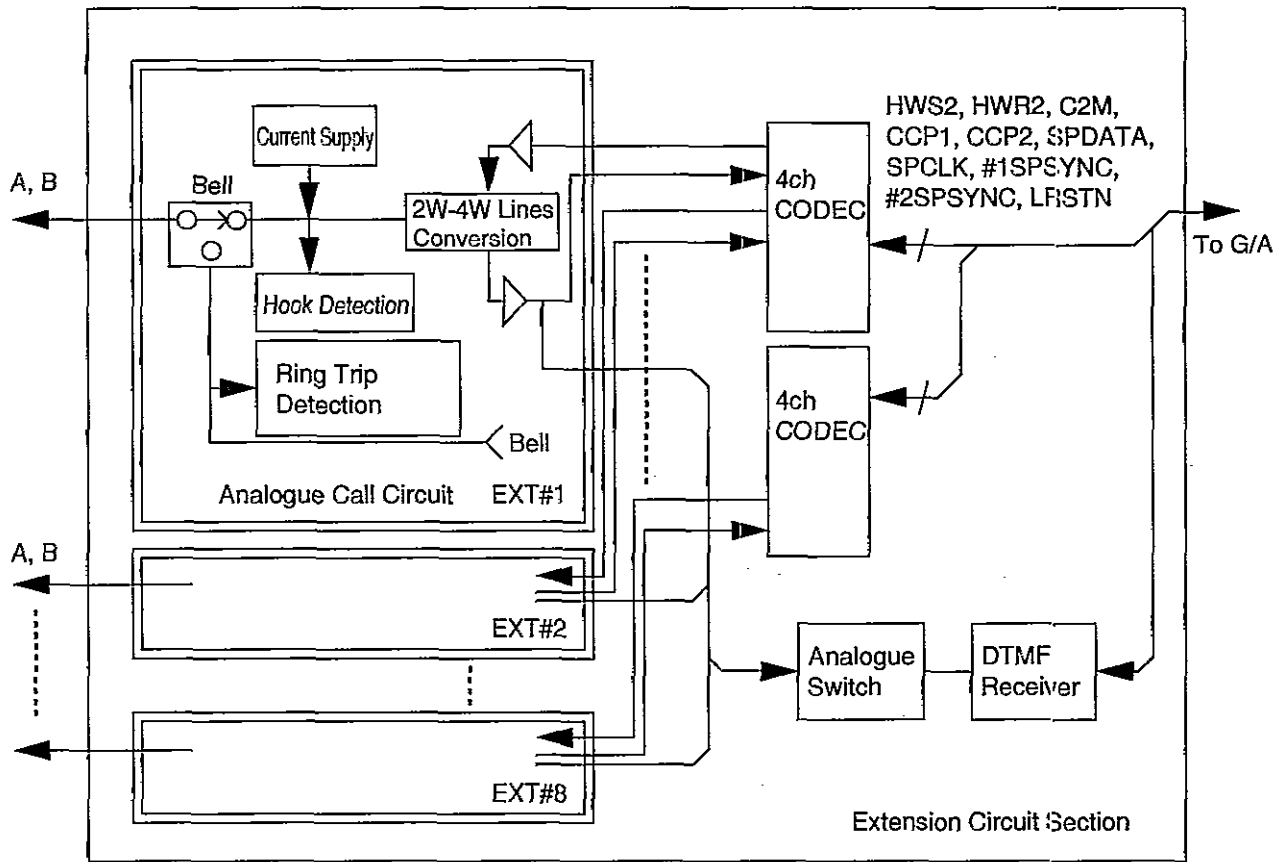 HWS2, HWR2, C2M,
CCP1, CCP2, SPDATA,
SPCLK, #1SPSYNC,
#2SPSYNC, LRSTN
Current Supply
A, B
Bell
2W-4W Lines
Conversion
4ch
CODEC
To G/A
Hook Detection
Ring Trip
Detection
Bell
4ch
CODEC
Analogue Call Circuit
EXT#1
A, B
EXT#2
Analogue
Switch
DTMF
Receiver
EXT#8
Extension Circuit Section